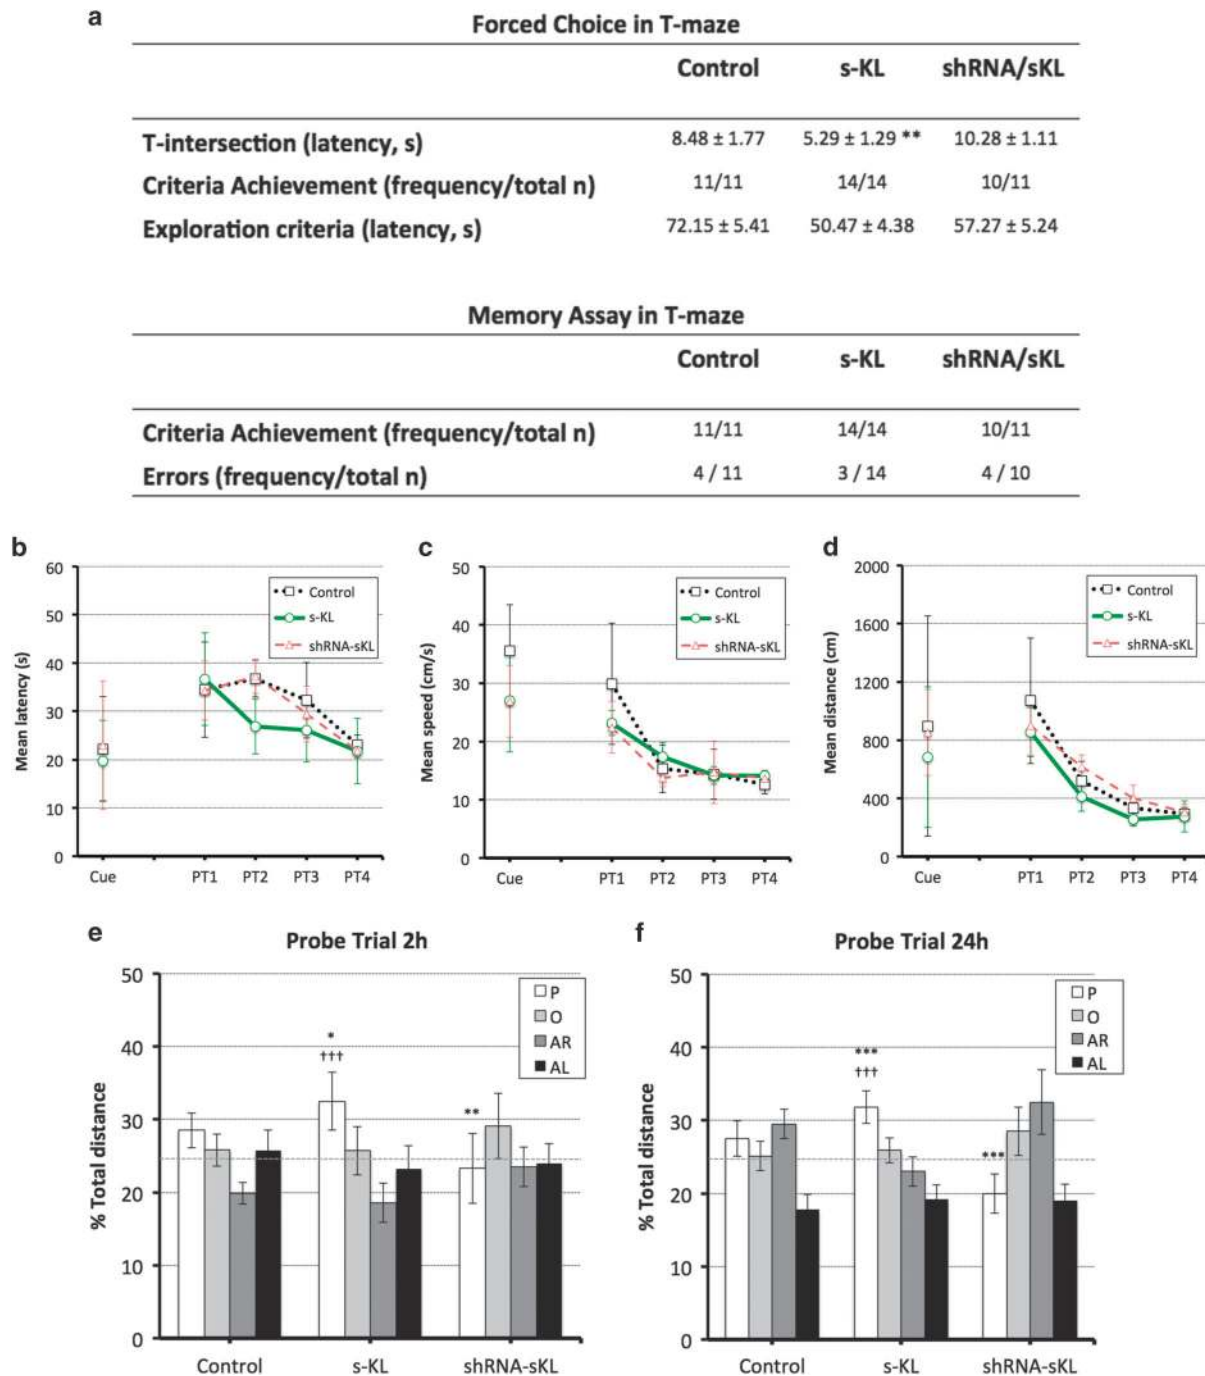 a
Forced Choice in T-maze
Control s-KL shRNA/sKL
T-intersection (latency, s) 8.48 ± 1.77 5.29 ± 1.29 ** 10.28 ± 1.11
Criteria Achievement (frequency/total n) 11/11 14/14 10/11
Exploration criteria (latency, s) 72.15 ± 5.41 50.47 ± 4.38 57.27 ± 5.24
Memory Assay in T-maze
Control s-KL shRNA/sKL
Criteria Achievement (frequency/total n) 11/11 14/14 10/11
Errors (frequency/total n) 4 / 11 3 / 14 4 / 10
b
Mean latency (s)
60
50
40
30
20
10
0
Control
s-KL
shRNA-sKL
Cue PT1 PT2 PT3 PT4
c
Mean speed (cm/s)
50
40
30
20
10
0
Control
s-KL
shRNA-sKL
Cue PT1 PT2 PT3 PT4
d
Mean distance (cm)
2000
1600
1200
800
400
0
Control
s-KL
shRNA-sKL
Cue PT1 PT2 PT3 PT4
e
Probe Trial 2h
% Total distance
50
40
30
20
10
0
P
O
AR
AL
*
†††
**
Control s-KL shRNA-sKL
f
Probe Trial 24h
% Total distance
50
40
30
20
10
0
P
O
AR
AL
***
†††
***
Control s-KL shRNA-sKL